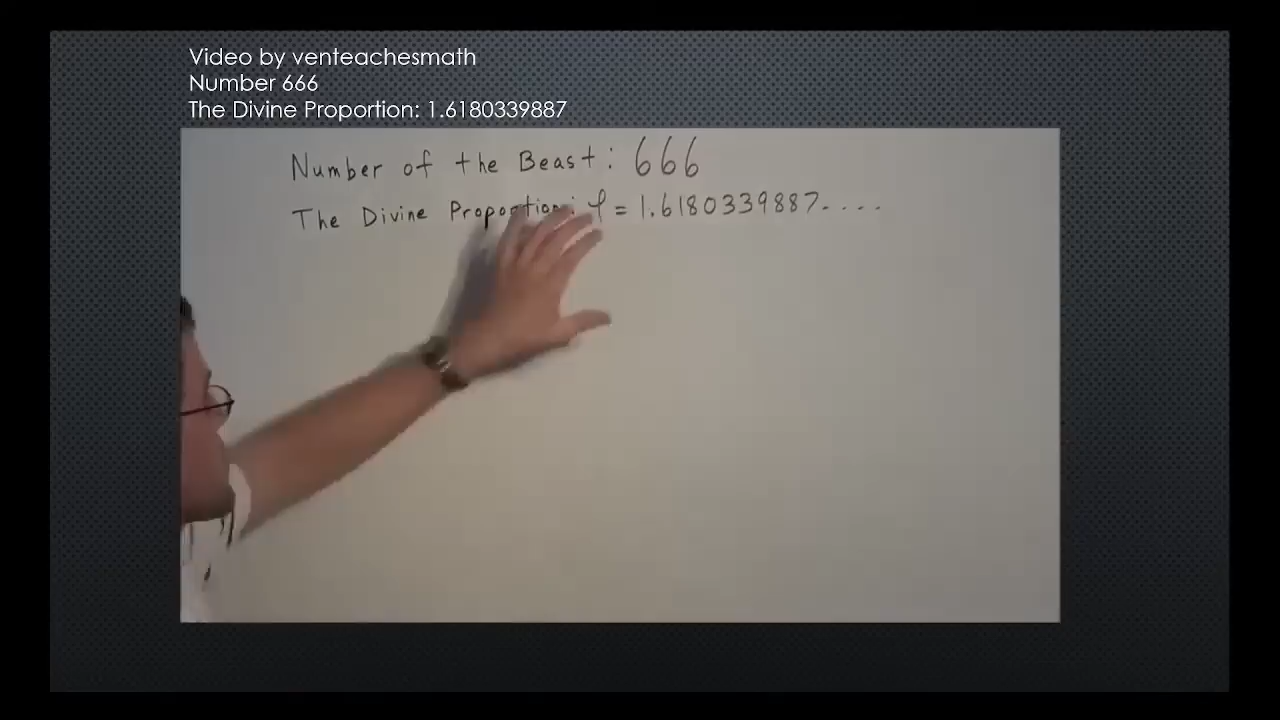 Video by venteachesmath
Number 666
The Divine Proportion: 1.6180339887
Number of the Beast: 666
The Divine Proportion: φ = 1.6180339887....